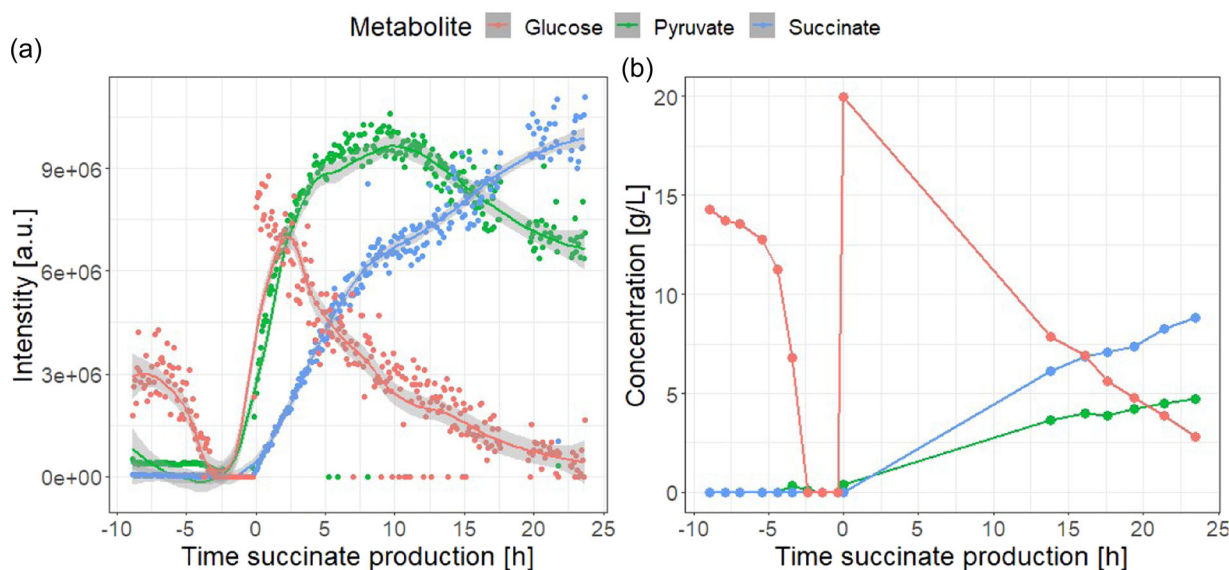 Metabolite Glucose Pyruvate Succinate
(a)
(b)
Intenstity [a.u.]
9e+06
6e+06
3e+06
0e+00
-10 -5 0 5 10 15 20 25
Time succinate production [h]
Concentration [g/L]
20
15
10
5
0
-10 -5 0 5 10 15 20 25
Time succinate production [h]